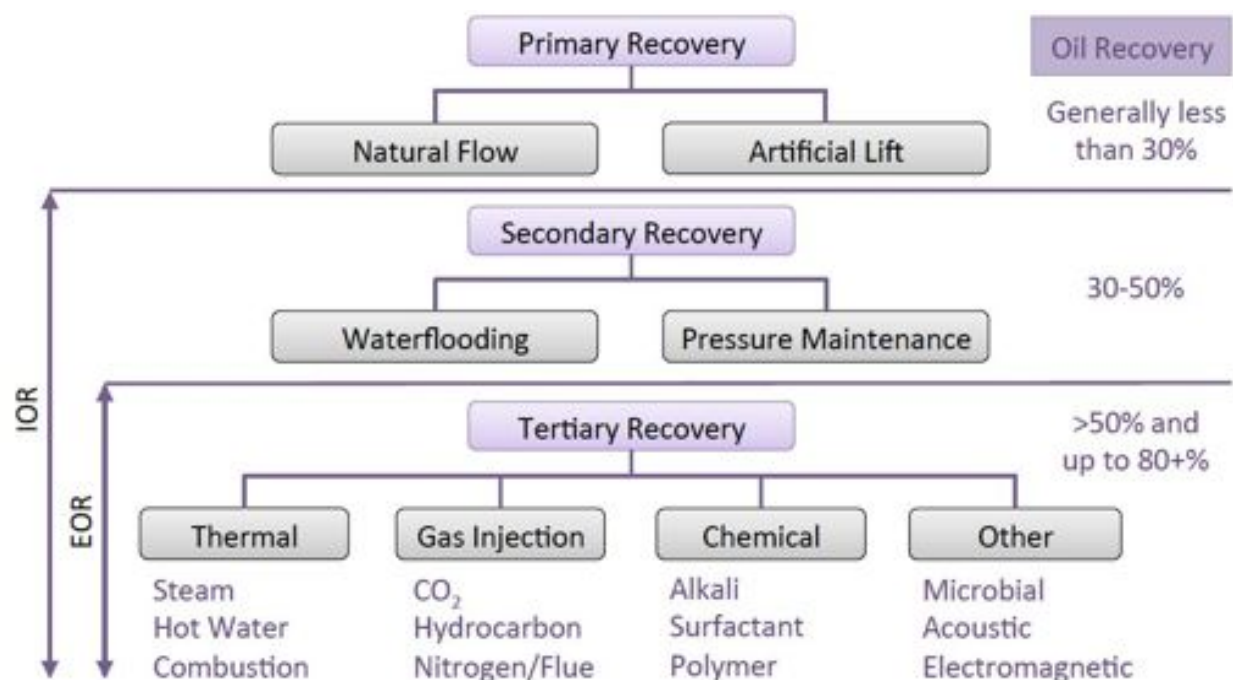 Primary Recovery
Oil Recovery
Natural Flow
Artificial Lift
Generally less
than 30%
Secondary Recovery
30-50%
Waterflooding
Pressure Maintenance
IOR
EOR
Tertiary Recovery
>50% and
up to 80+%
Thermal
Gas Injection
Chemical
Other
Steam
Hot Water
Combustion
CO₂
Hydrocarbon
Nitrogen/Flue
Alkali
Surfactant
Polymer
Microbial
Acoustic
Electromagnetic